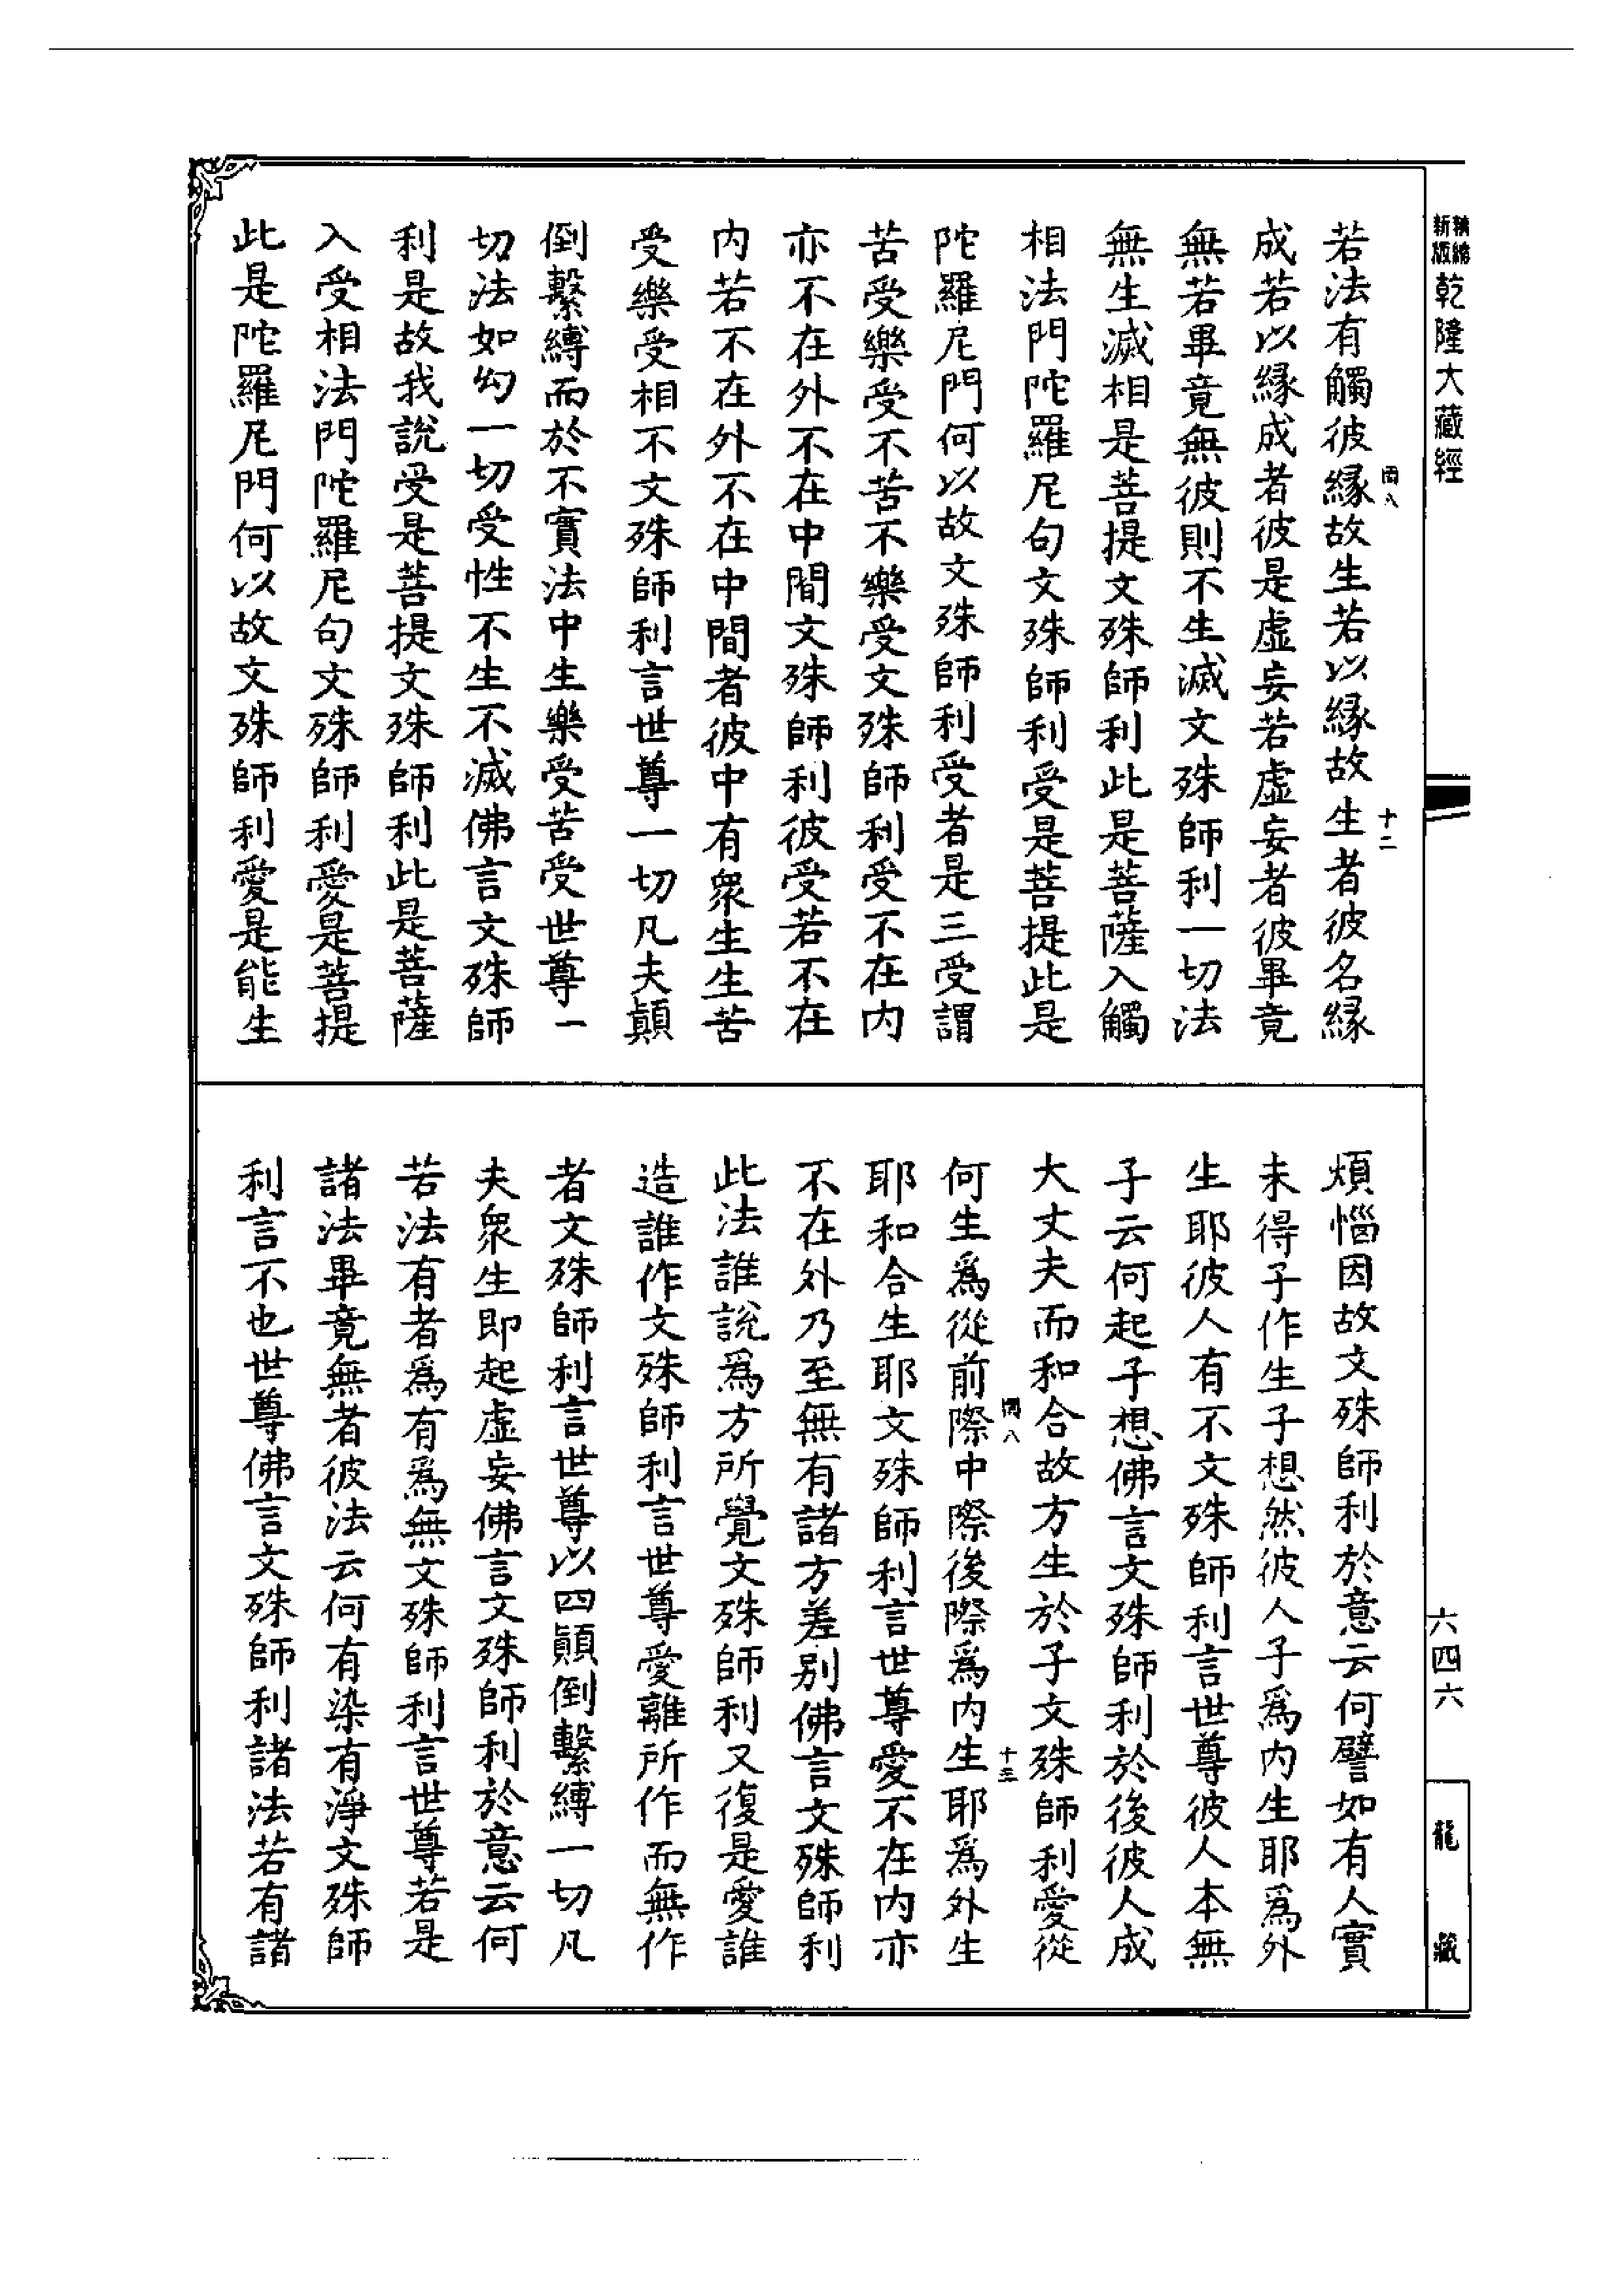 新版
乾隆大藏經
若法有觸彼緣故生若以緣故生者彼名緣
成若以緣成者彼是虛妄若虛妄者彼畢竟
無若畢竟無彼則不生滅文殊師利一切法
無生滅相是菩提文殊師利此是菩薩入觸
相法門陀羅尼句文殊師利受是菩提此是
陀羅尼門何以故文殊師利受者是三受謂
苦受樂受不苦不樂受文殊師利受不在內
亦不在外不在中間文殊師利彼受若不在
內若不在外不在中間者彼中有眾生生苦
受樂受相不文殊師利言世尊一切凡夫顛
倒繫縛而於不實法中生樂受苦受世尊一
切法如幻一切受性不生不滅佛言文殊師
利是故我說受是菩提文殊師利此是菩薩
入受相法門陀羅尼句文殊師利愛是菩提
此是陀羅尼門何以故文殊師利愛是能生
煩惱因故文殊師利於意云何譬如有人實
未得子作生子想然彼人子為內生耶為外
生耶彼人有不文殊師利言世尊彼人本無
子云何起子想佛言文殊師利於後彼人成
大丈夫而和合故方生於子文殊師利愛從
何生為從前際中際後際為內生耶為外生
耶和合生耶文殊師利言世尊愛不在內亦
不在外乃至無有諸方差別佛言文殊師利
此法誰說為方所覺文殊師利又復是愛誰
造誰作文殊師利言世尊愛離所作而無作
者文殊師利言世尊以四顛倒繫縛一切凡
夫眾生即起虛妄佛言文殊師利於意云何
若法有者為有為無文殊師利言世尊若是
諸法畢竟無者彼法云何有染有淨文殊師
利言不也世尊佛言文殊師利諸法若有諸
十二
十三
六四六
龍藏